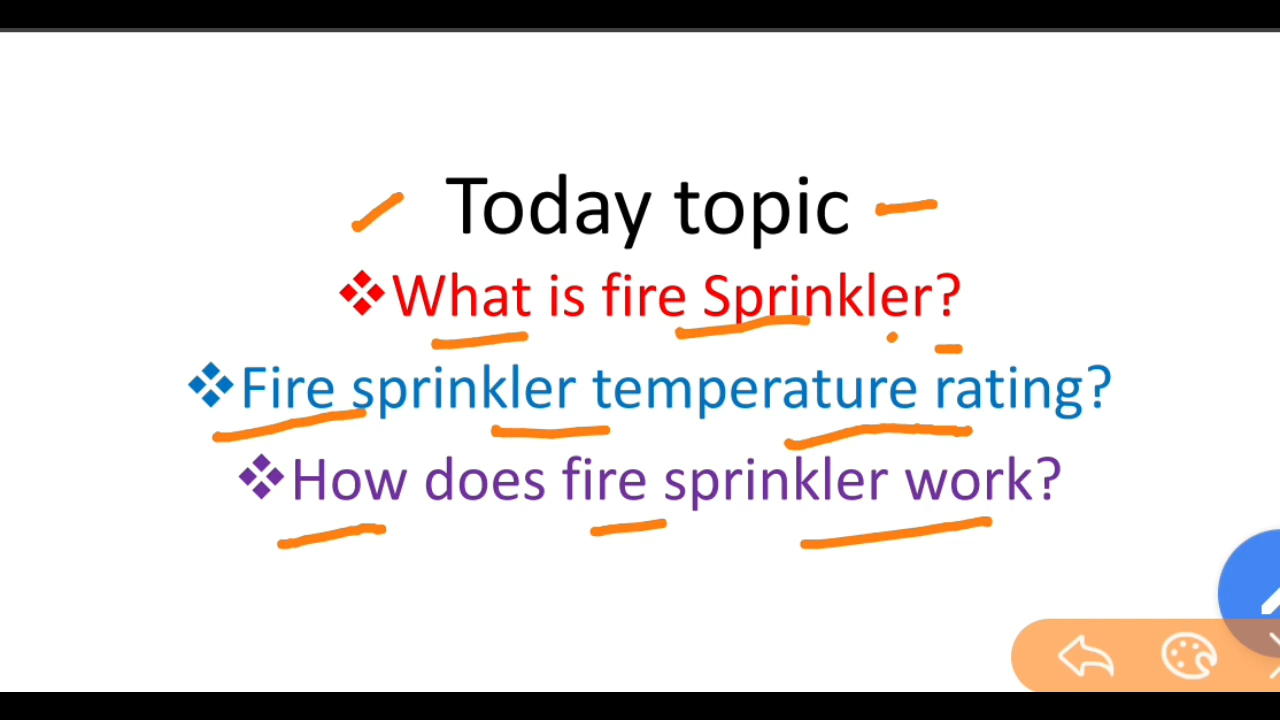 Today topic
❖What is fire Sprinkler?
❖Fire sprinkler temperature rating?
❖How does fire sprinkler work?